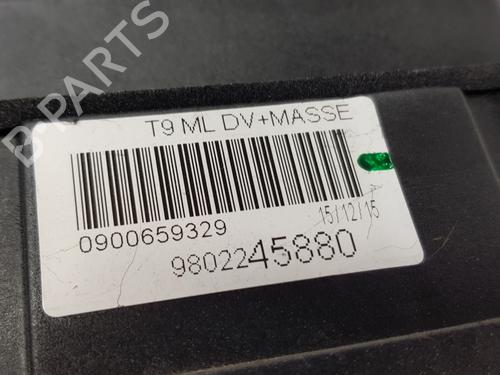 B-PARTS
T9 ML DV+MASSE
15/12/15
0900659329
9802245880